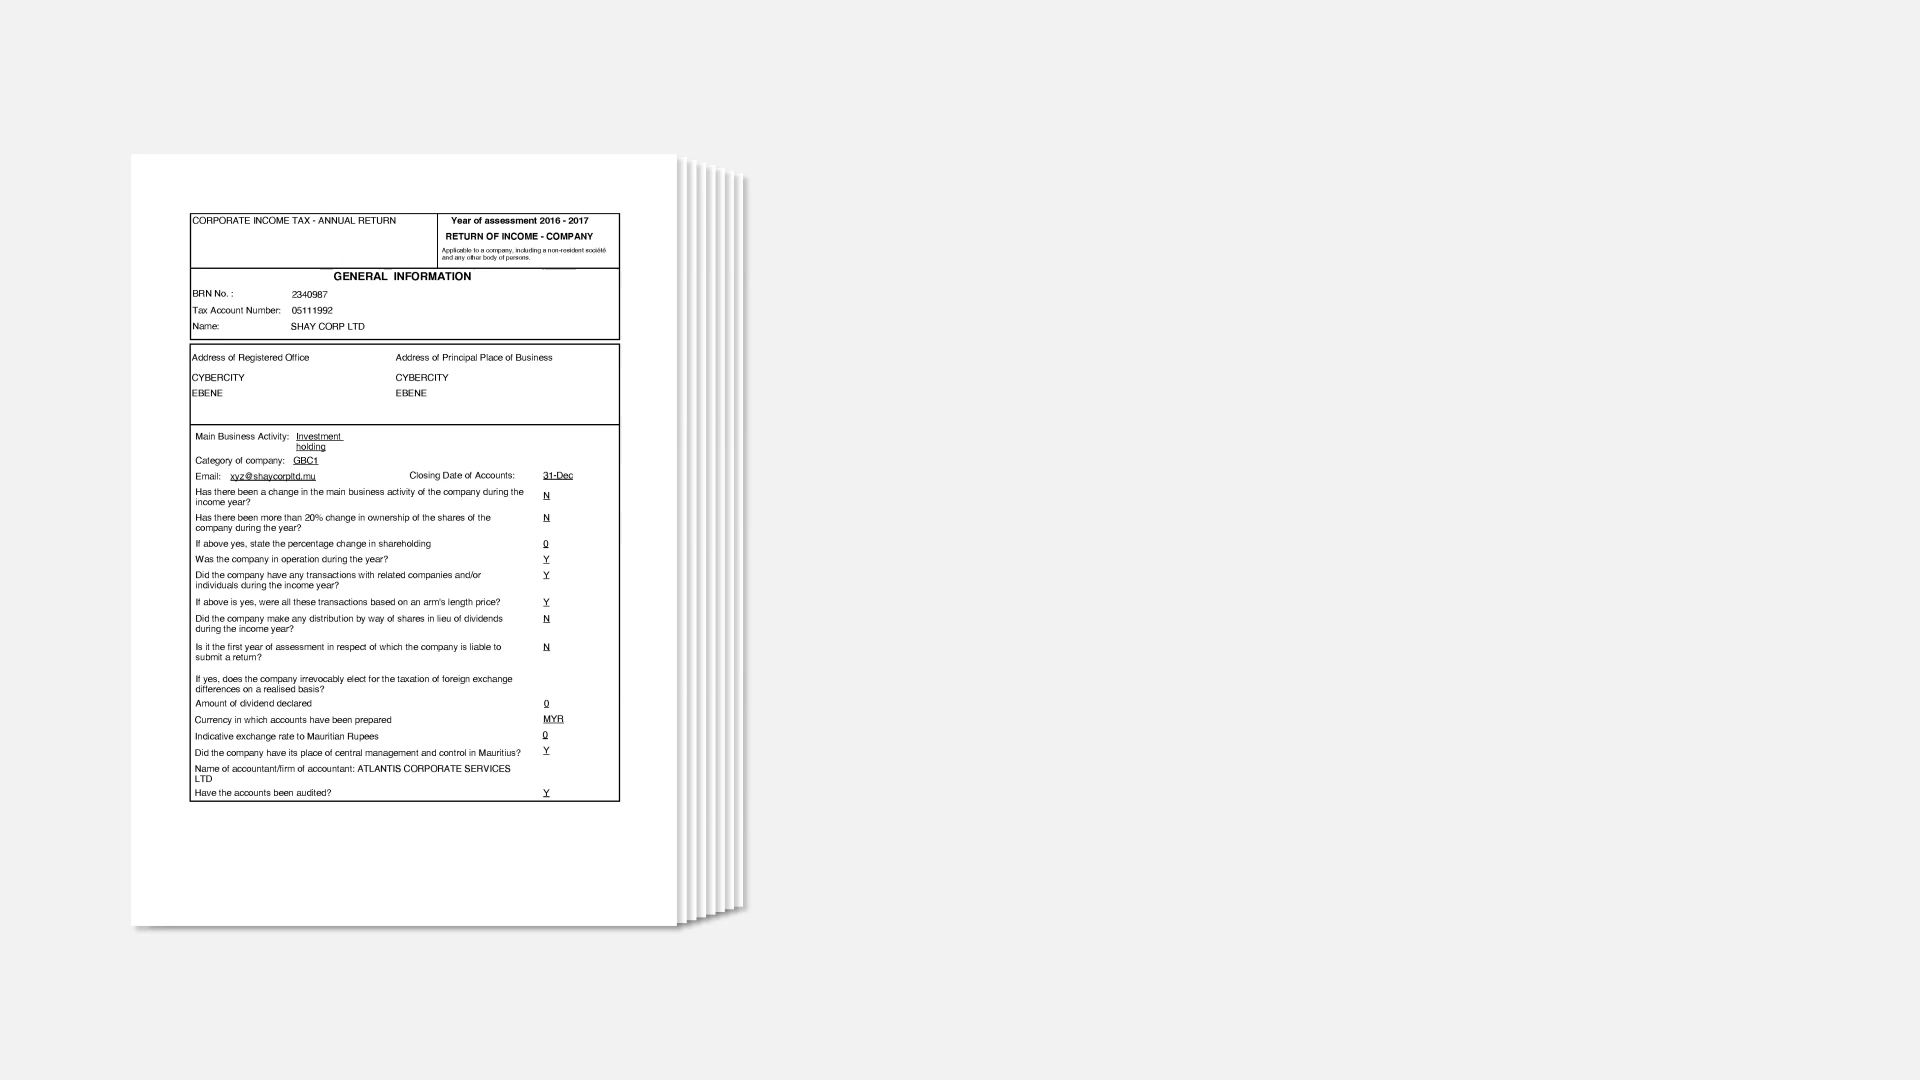 CORPORATE INCOME TAX - ANNUAL RETURN
Year of assessment 2016 - 2017
RETURN OF INCOME - COMPANY
Applicable to a company, including a non-resident société
and any other body of persons.
GENERAL INFORMATION
BRN No. : 2340987
Tax Account Number: 05111992
Name: SHAY CORP LTD
Address of Registered Office
CYBERCITY
EBENE
Address of Principal Place of Business
CYBERCITY
EBENE
Main Business Activity: Investment
holding
Category of company: GBC1
Email: xyz@shaycorpltd.mu Closing Date of Accounts: 31-Dec
Has there been a change in the main business activity of the company during the
income year? N
Has there been more than 20% change in ownership of the shares of the N
company during the year?
If above yes, state the percentage change in shareholding 0
Was the company in operation during the year? Y
Did the company have any transactions with related companies and/or Y
individuals during the income year?
If above is yes, were all these transactions based on an arm's length price? Y
Did the company make any distribution by way of shares in lieu of dividends N
during the income year?
Is it the first year of assessment in respect of which the company is liable to N
submit a return?
If yes, does the company irrevocably elect for the taxation of foreign exchange
differences on a realised basis?
Amount of dividend declared 0
Currency in which accounts have been prepared MYR
Indicative exchange rate to Mauritian Rupees 0
Did the company have its place of central management and control in Mauritius? Y
Name of accountant/firm of accountant: ATLANTIS CORPORATE SERVICES
LTD
Have the accounts been audited? Y